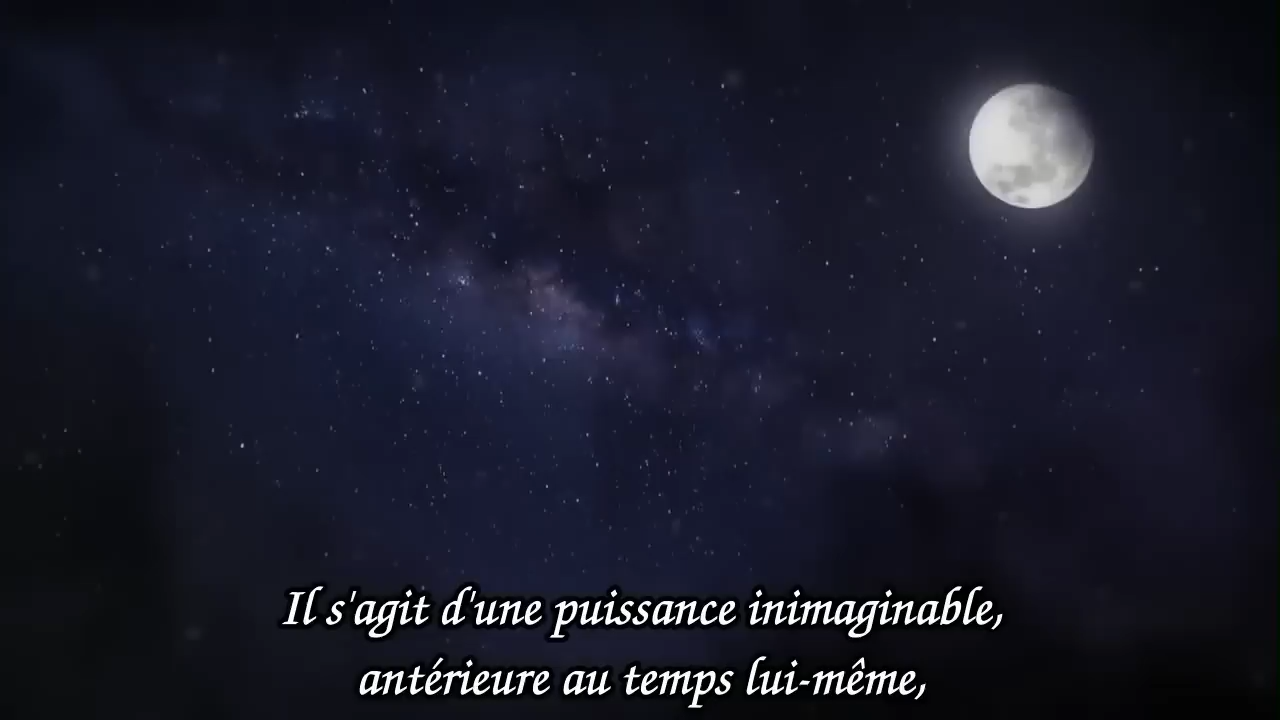 Il s'agit d'une puissance inimaginable,
antérieure au temps lui-même,